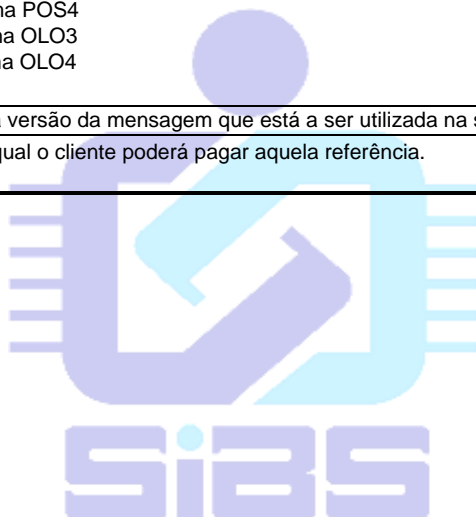 na POS4
na OLO3
na OLO4
a versão da mensagem que está a ser utilizada na s
qual o cliente poderá pagar aquela referência.
SiBS